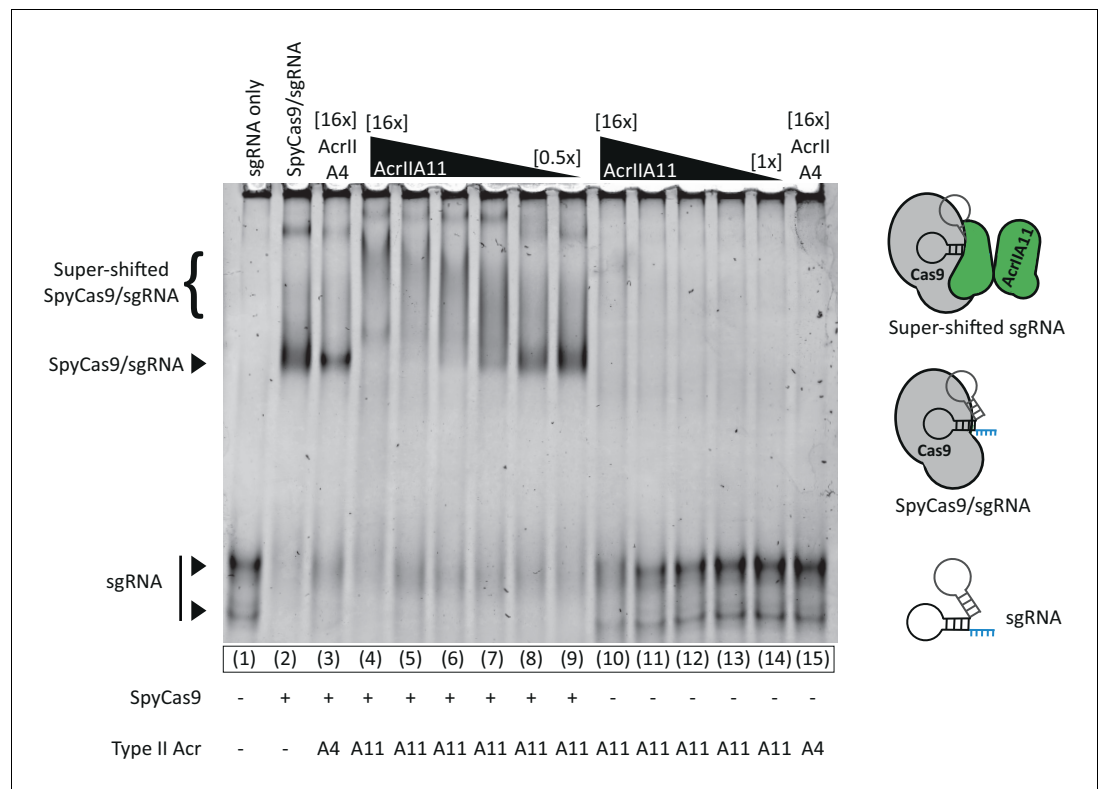 sgRNA only
SpyCas9/sgRNA
[16x]
AcrII
A4
[16x]
AcrIIA11
[0.5x]
[16x]
AcrIIA11
[1x]
[16x]
AcrII
A4
Super-shifted
SpyCas9/sgRNA
SpyCas9/sgRNA
sgRNA
Cas9
AcrIIA11
Super-shifted sgRNA
Cas9
SpyCas9/sgRNA
sgRNA
(1) (2) (3) (4) (5) (6) (7) (8) (9) (10) (11) (12) (13) (14) (15)
SpyCas9 - + + + + + + + + - - - - - -
Type II Acr - - A4 A11 A11 A11 A11 A11 A11 A11 A11 A11 A11 A11 A4